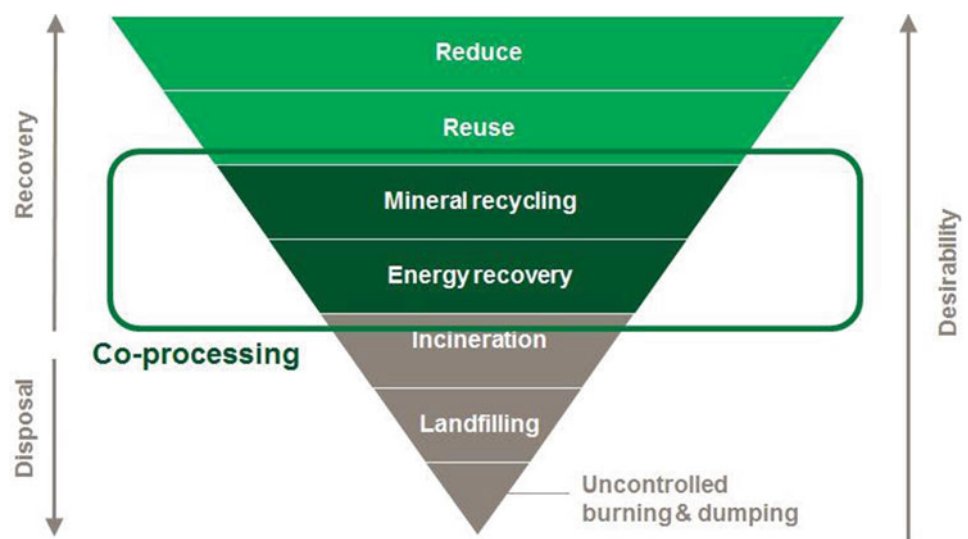 Reduce
Reuse
Mineral recycling
Energy recovery
Incineration
Landfilling
Uncontrolled
burning & dumping
Co-processing
Recovery
Disposal
Desirability